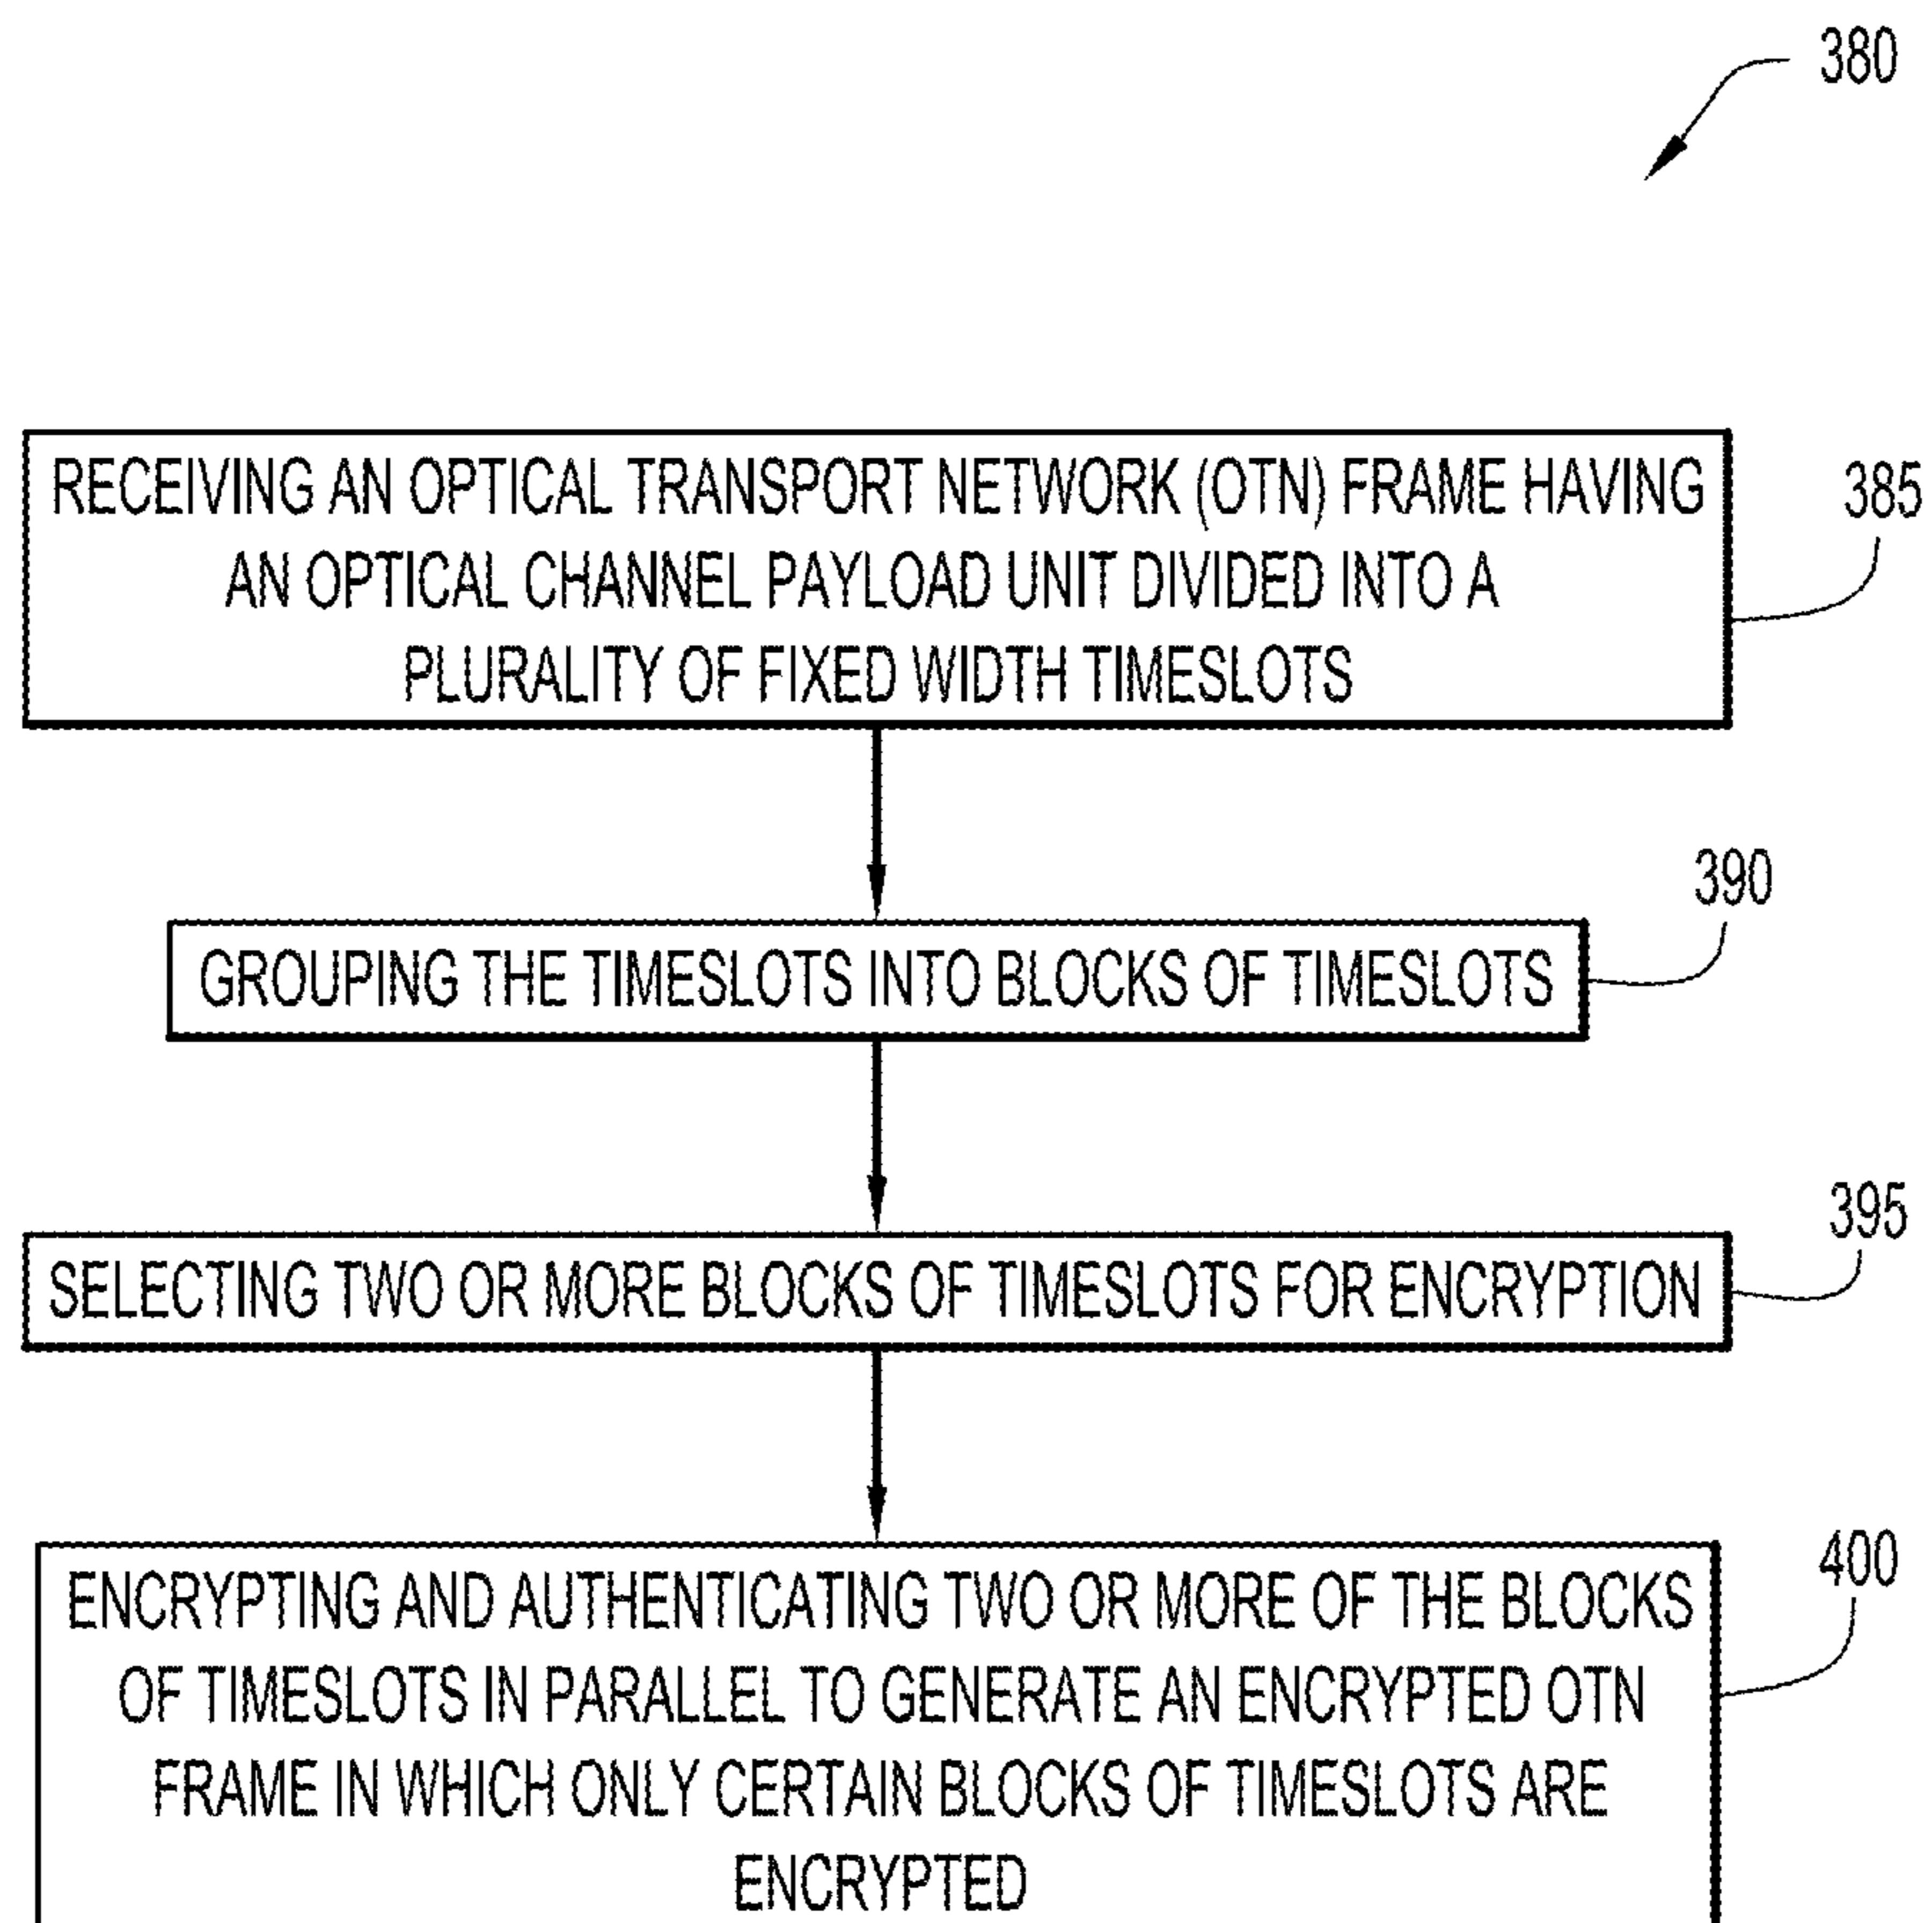 380
RECEIVING AN OPTICAL TRANSPORT NETWORK (OTN) FRAME HAVING
AN OPTICAL CHANNEL PAYLOAD UNIT DIVIDED INTO A
PLURALITY OF FIXED WIDTH TIMESLOTS
385
390
GROUPING THE TIMESLOTS INTO BLOCKS OF TIMESLOTS
395
SELECTING TWO OR MORE BLOCKS OF TIMESLOTS FOR ENCRYPTION
400
ENCRYPTING AND AUTHENTICATING TWO OR MORE OF THE BLOCKS
OF TIMESLOTS IN PARALLEL TO GENERATE AN ENCRYPTED OTN
FRAME IN WHICH ONLY CERTAIN BLOCKS OF TIMESLOTS ARE
ENCRYPTED